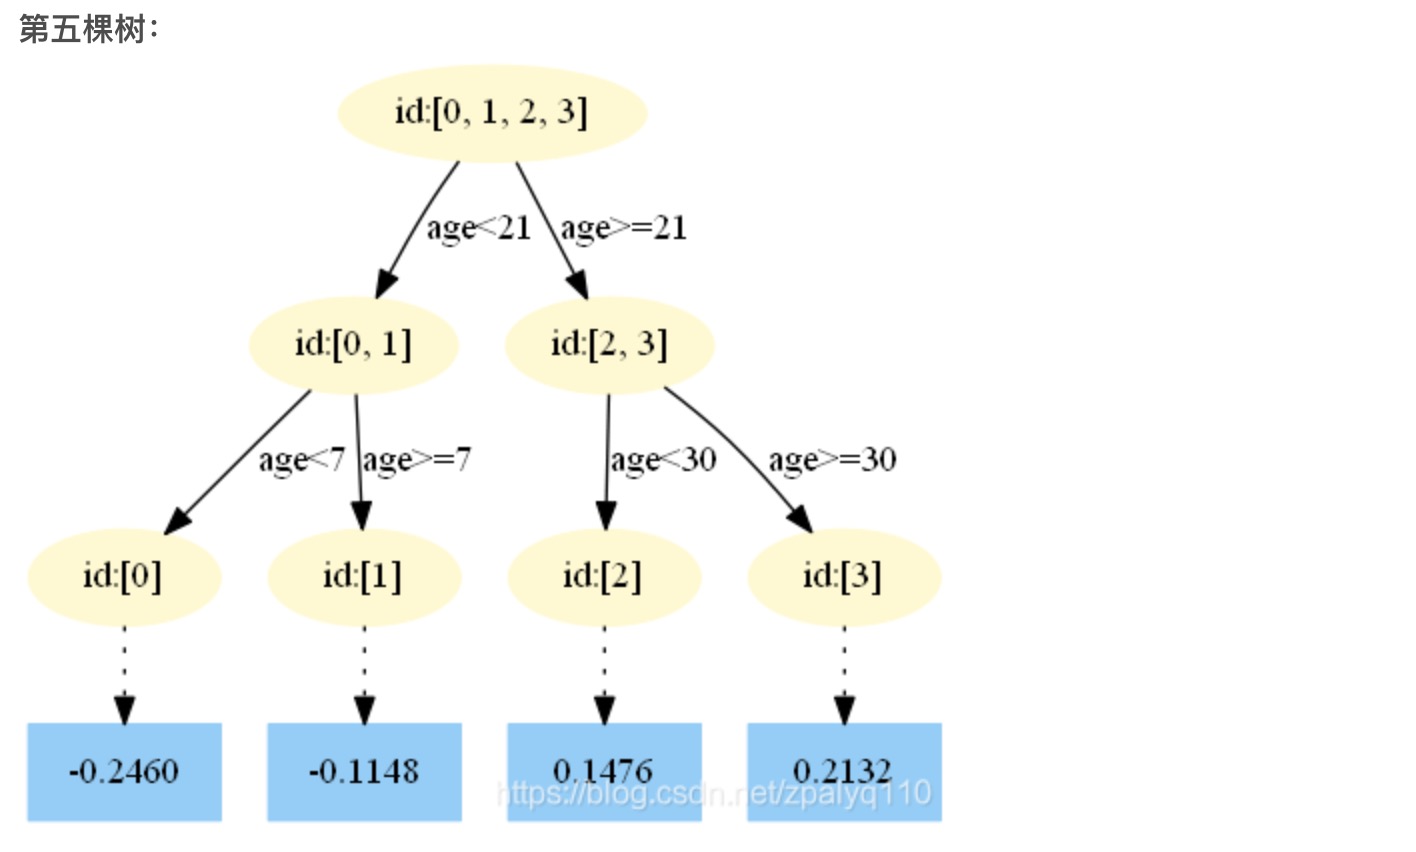 第五棵树：
id:[0, 1, 2, 3]
age<21 age>=21
id:[0, 1] id:[2, 3]
age<7 age>=7 age<30 age>=30
id:[0] id:[1] id:[2] id:[3]
-0.2460 -0.1148 0.1476 0.2132
https://blog.csdn.net/zpalyq110